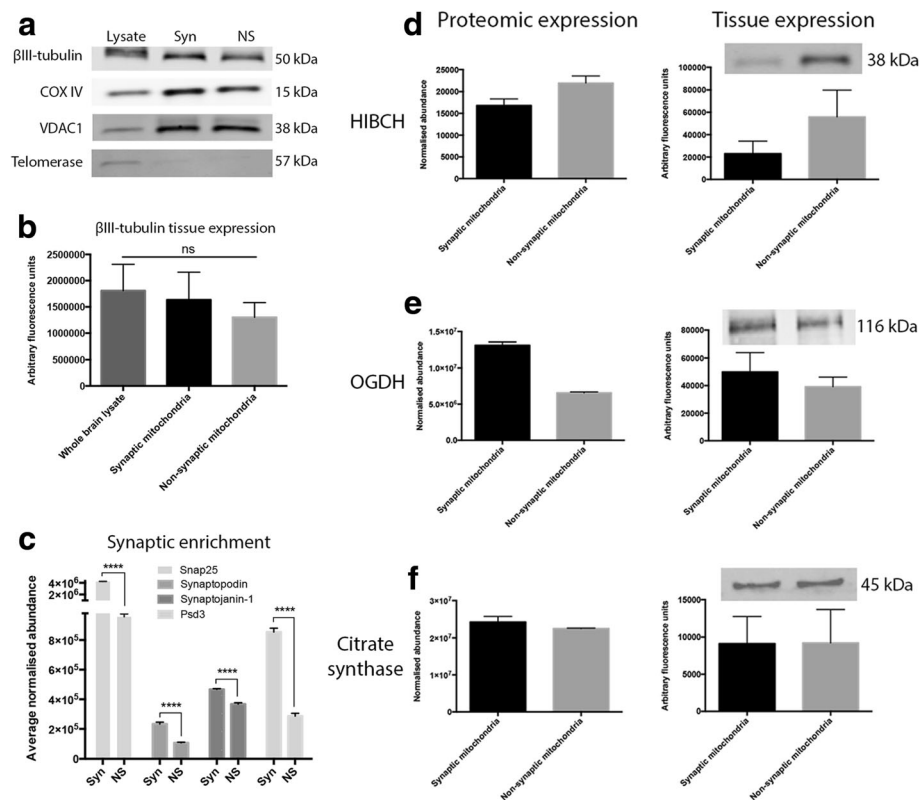 a
Lysate Syn NS
βIII-tubulin 50 kDa
COX IV 15 kDa
VDAC1 38 kDa
Telomerase 57 kDa
b
βIII-tubulin tissue expression
ns
Arbitrary fluorescence units
2500000
2000000
1500000
1000000
500000
0
Whole brain lysate
Synaptic mitochondria
Non-synaptic mitochondria
c
Synaptic enrichment
Average normalised abundance
4×10⁶
2×10⁶
8×10⁵
6×10⁵
4×10⁵
2×10⁵
0
****
****
****
****
Snap25
Synaptopodin
Synaptojanin-1
Psd3
Syn NS Syn NS Syn NS Syn NS
Proteomic expression
Tissue expression
d
HIBCH
Normalised abundance
25000
20000
15000
10000
5000
0
Synaptic mitochondria
Non-synaptic mitochondria
38 kDa
Arbitrary fluorescence units
100000
80000
60000
40000
20000
0
Synaptic mitochondria
Non-synaptic mitochondria
e
OGDH
Normalised abundance
1.5×10⁷
1.0×10⁷
5.0×10⁶
0.0
Synaptic mitochondria
Non-synaptic mitochondria
116 kDa
Arbitrary fluorescence units
80000
60000
40000
20000
0
Synaptic mitochondria
Non-synaptic mitochondria
f
Citrate
synthase
Normalised abundance
3×10⁷
2×10⁷
1×10⁷
0
Synaptic mitochondria
Non-synaptic mitochondria
45 kDa
Arbitrary fluorescence units
15000
10000
5000
0
Synaptic mitochondria
Non-synaptic mitochondria